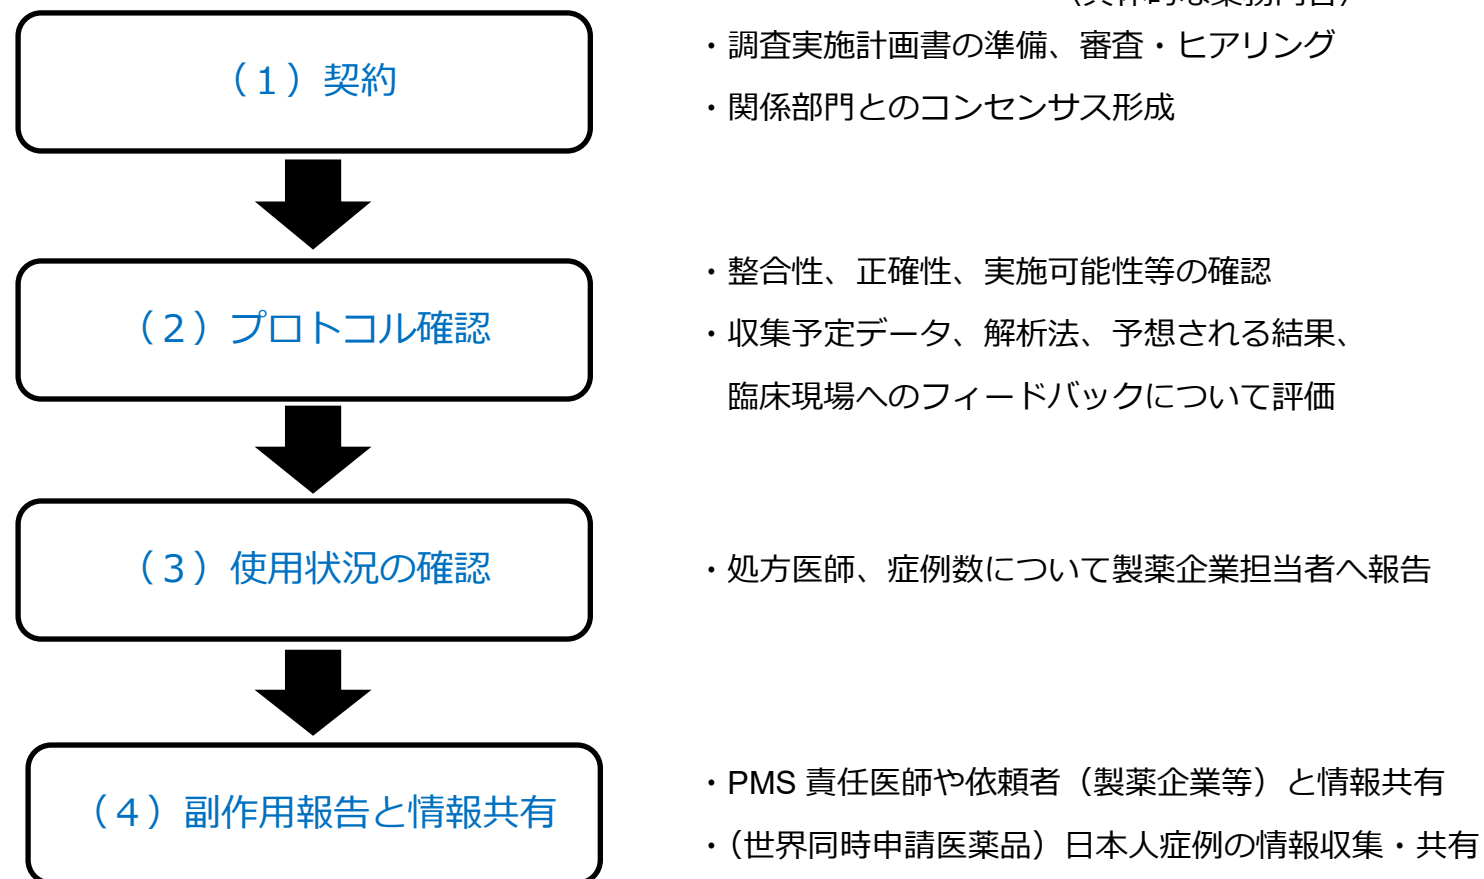 （具体的な業務内容）
（１）契約
・調査実施計画書の準備、審査・ヒアリング
・関係部門とのコンセンサス形成
（２）プロトコル確認
・整合性、正確性、実施可能性等の確認
・収集予定データ、解析法、予想される結果、
臨床現場へのフィードバックについて評価
（３）使用状況の確認
・処方医師、症例数について製薬企業担当者へ報告
（４）副作用報告と情報共有
・PMS 責任医師や依頼者（製薬企業等）と情報共有
・（世界同時申請医薬品）日本人症例の情報収集・共有